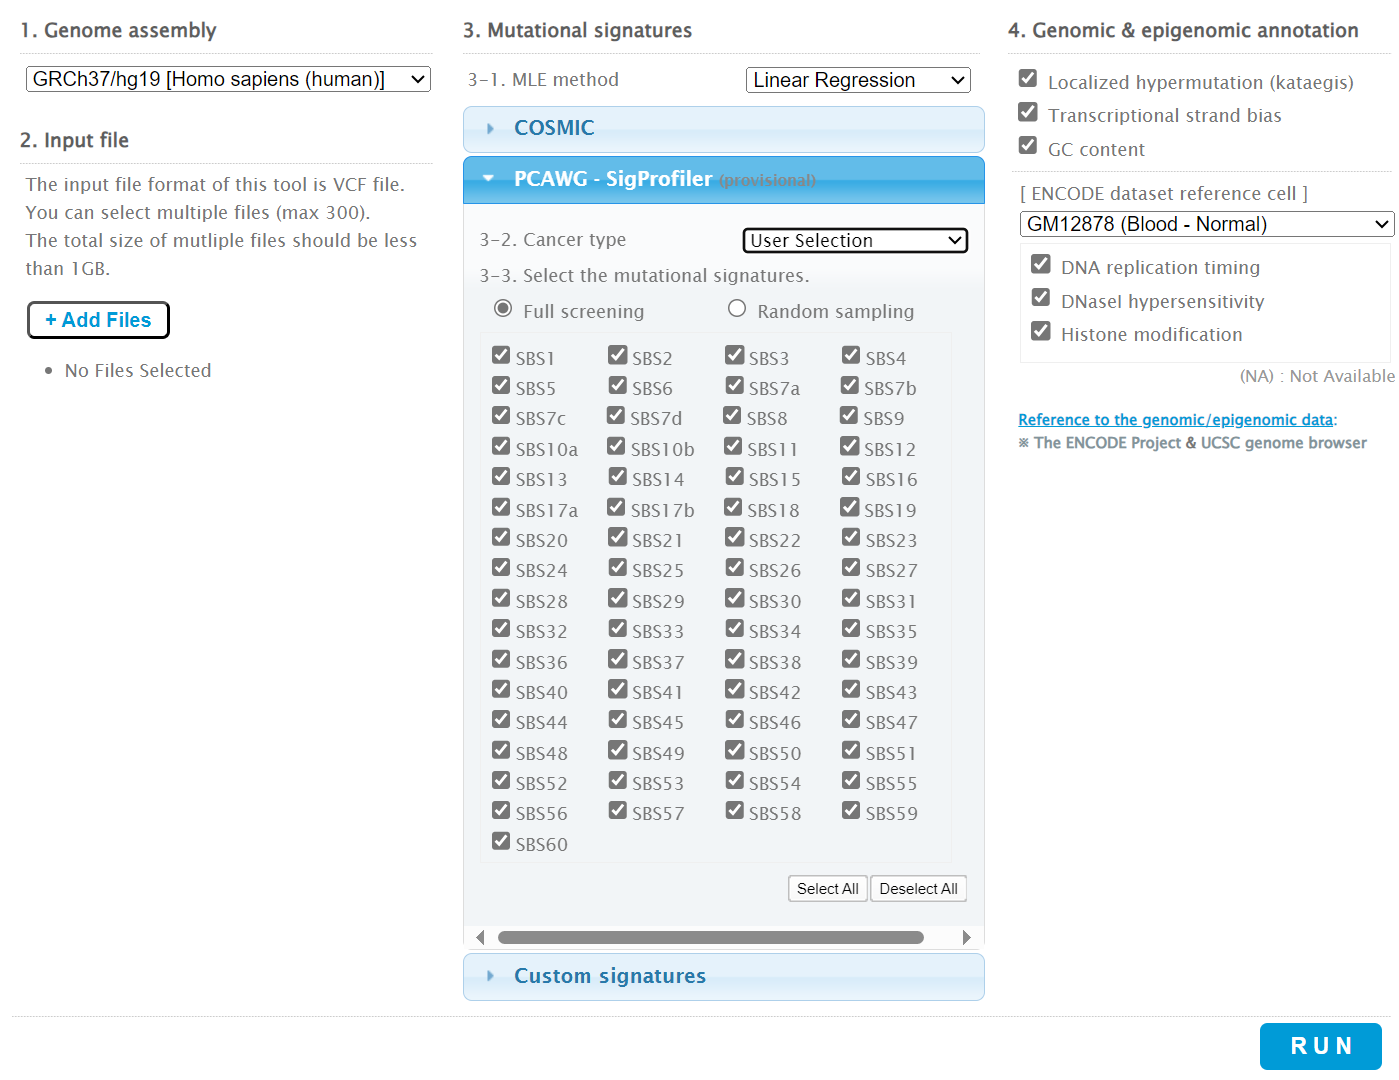 1. Genome assembly
GRCh37/hg19 [Homo sapiens (human)]
2. Input file
The input file format of this tool is VCF file.
You can select multiple files (max 300).
The total size of mutliple files should be less
than 1GB.
+ Add Files
No Files Selected
3. Mutational signatures
3-1. MLE method
Linear Regression
COSMIC
PCAWG - SigProfiler (provisional)
3-2. Cancer type
User Selection
3-3. Select the mutational signatures.
Full screening Random sampling
SBS1 SBS2 SBS3 SBS4
SBS5 SBS6 SBS7a SBS7b
SBS7c SBS7d SBS8 SBS9
SBS10a SBS10b SBS11 SBS12
SBS13 SBS14 SBS15 SBS16
SBS17a SBS17b SBS18 SBS19
SBS20 SBS21 SBS22 SBS23
SBS24 SBS25 SBS26 SBS27
SBS28 SBS29 SBS30 SBS31
SBS32 SBS33 SBS34 SBS35
SBS36 SBS37 SBS38 SBS39
SBS40 SBS41 SBS42 SBS43
SBS44 SBS45 SBS46 SBS47
SBS48 SBS49 SBS50 SBS51
SBS52 SBS53 SBS54 SBS55
SBS56 SBS57 SBS58 SBS59
SBS60
Select All Deselect All
Custom signatures
4. Genomic & epigenomic annotation
Localized hypermutation (kataegis)
Transcriptional strand bias
GC content
[ ENCODE dataset reference cell ]
GM12878 (Blood - Normal)
DNA replication timing
DNaseI hypersensitivity
Histone modification
(NA) : Not Available
Reference to the genomic/epigenomic data:
※ The ENCODE Project & UCSC genome browser
RUN